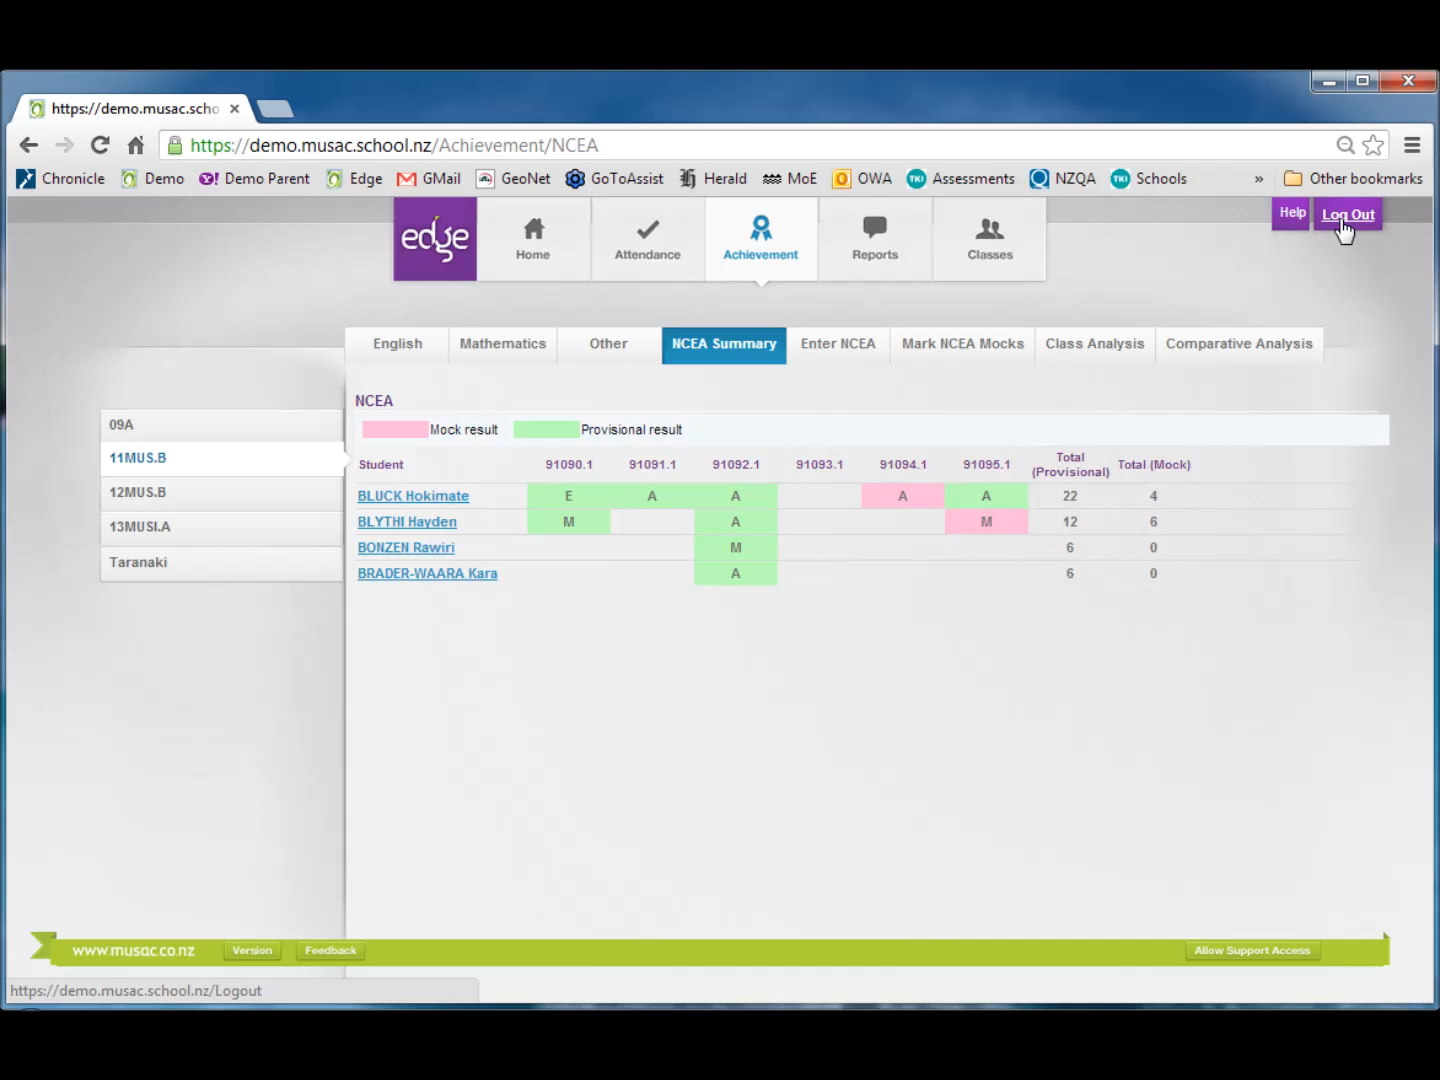 https://demo.musac.scho
https://demo.musac.school.nz/Achievement/NCEA
Chronicle Demo Demo Parent Edge GMail GeoNet GoToAssist Herald MoE OWA Assessments NZQA Schools » Other bookmarks
edge Home Attendance Achievement Reports Classes Help Log Out
English Mathematics Other NCEA Summary Enter NCEA Mark NCEA Mocks Class Analysis Comparative Analysis
09A
11MUS.B
12MUS.B
13MUSI.A
Taranaki
NCEA
Mock result Provisional result
Student 91090.1 91091.1 91092.1 91093.1 91094.1 91095.1 Total (Provisional) Total (Mock)
BLUCK Hokimate E A A A A 22 4
BLYTHI Hayden M A M 12 6
BONZEN Rawiri M 6 0
BRADER-WAARA Kara A 6 0
www.musac.co.nz Version Feedback Allow Support Access
https://demo.musac.school.nz/Logout